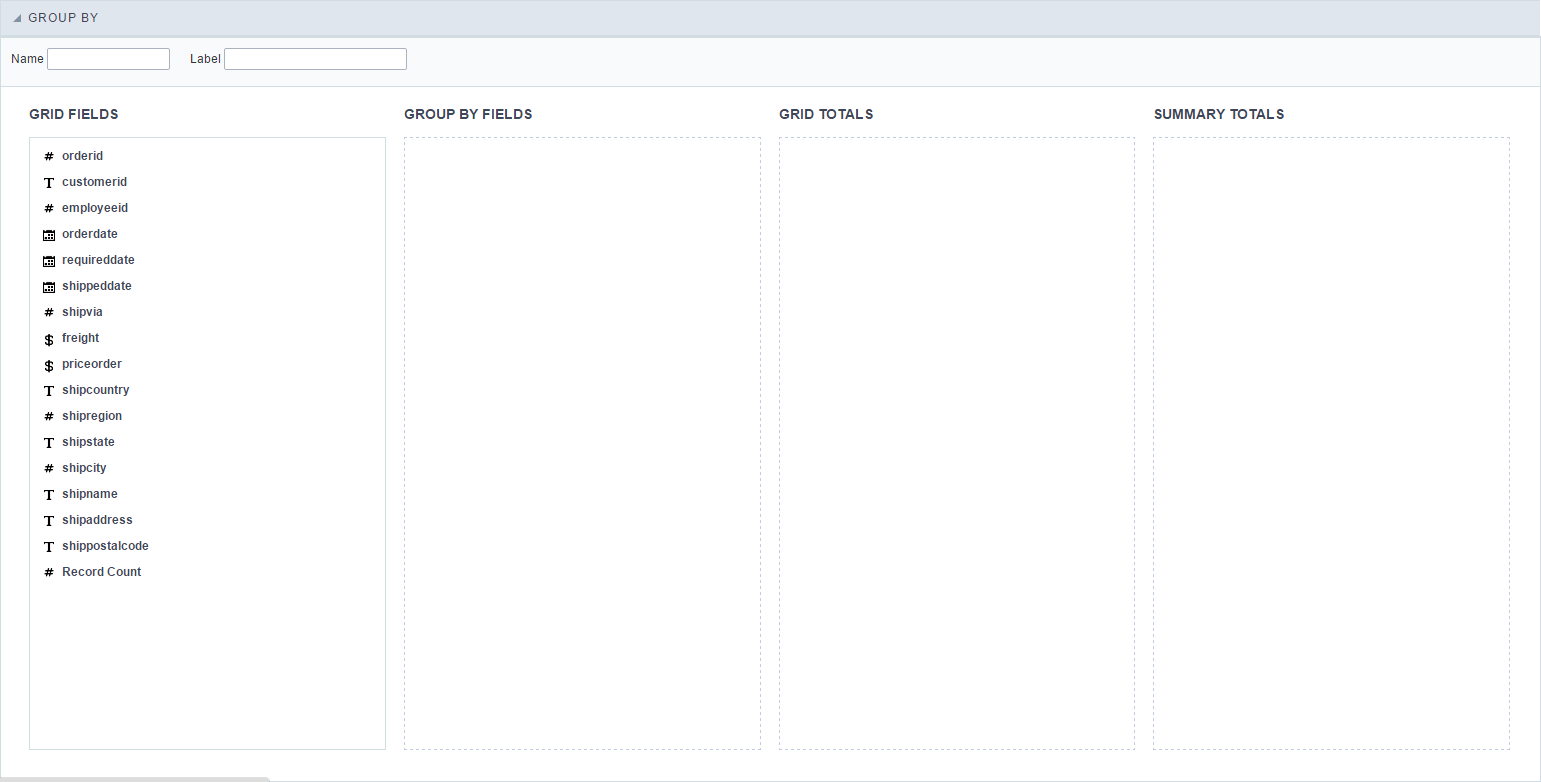 GROUP BY
Name Label
GRID FIELDS GROUP BY FIELDS GRID TOTALS SUMMARY TOTALS
# orderid
T customerid
# employeeid
orderdate
requireddate
shippeddate
# shipvia
$ freight
$ priceorder
T shipcountry
# shipregion
T shipstate
# shipcity
T shipname
T shipaddress
T shippostalcode
# Record Count